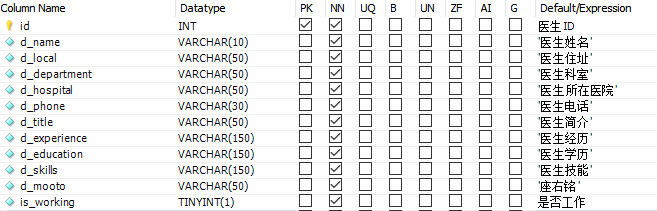 Column Name Datatype PK NN UQ B UN ZF AI G Default/Expression
id INT 医生ID
d_name VARCHAR(10) '医生姓名'
d_local VARCHAR(50) '医生住址'
d_department VARCHAR(50) '医生科室'
d_hospital VARCHAR(50) '医生所在医院'
d_phone VARCHAR(30) '医生电话'
d_title VARCHAR(50) '医生简介'
d_experience VARCHAR(150) '医生经历'
d_education VARCHAR(150) '医生学历'
d_skills VARCHAR(150) '医生技能'
d_mooto VARCHAR(50) '座右铭'
is_working TINYINT(1) 是否工作